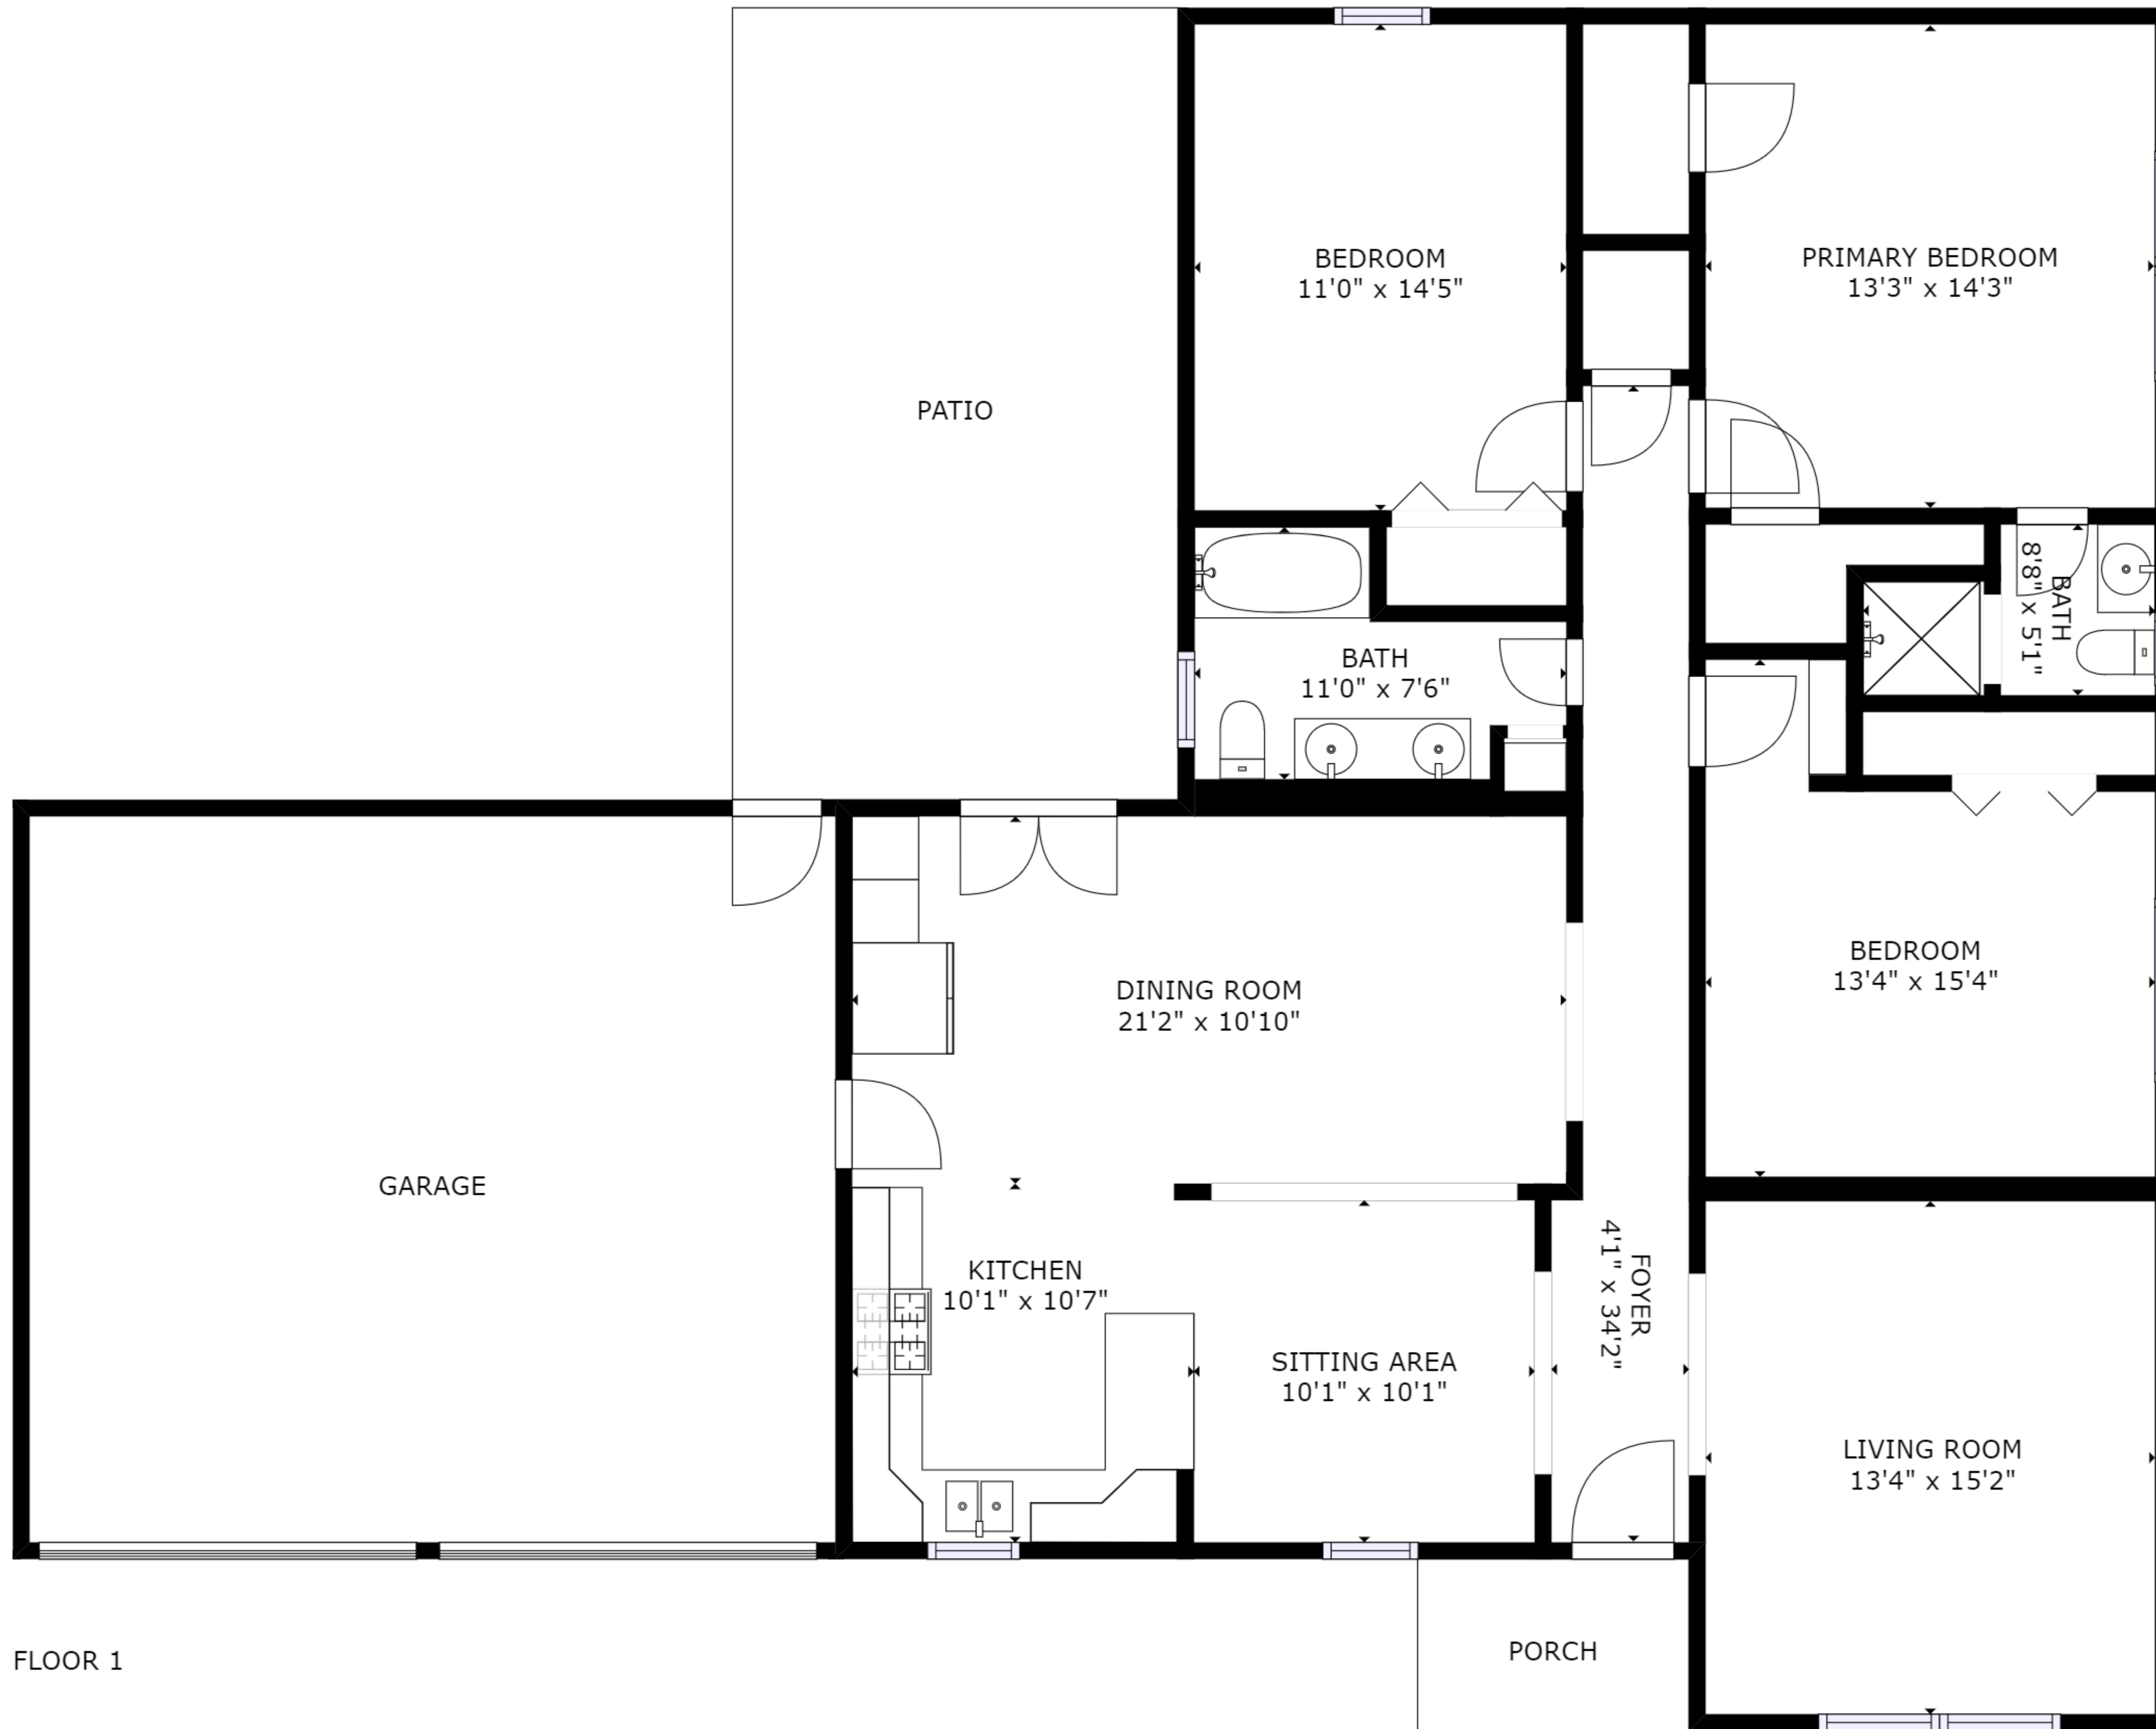 BEDROOM
11'0" x 14'5"
PRIMARY BEDROOM
13'3" x 14'3"
PATIO
BATH
8'8" x 5'1"
BATH
11'0" x 7'6"
BEDROOM
13'4" x 15'4"
DINING ROOM
21'2" x 10'10"
GARAGE
KITCHEN
10'1" x 10'7"
FOYER
4'1" x 34'2"
SITTING AREA
10'1" x 10'1"
LIVING ROOM
13'4" x 15'2"
PORCH
FLOOR 1